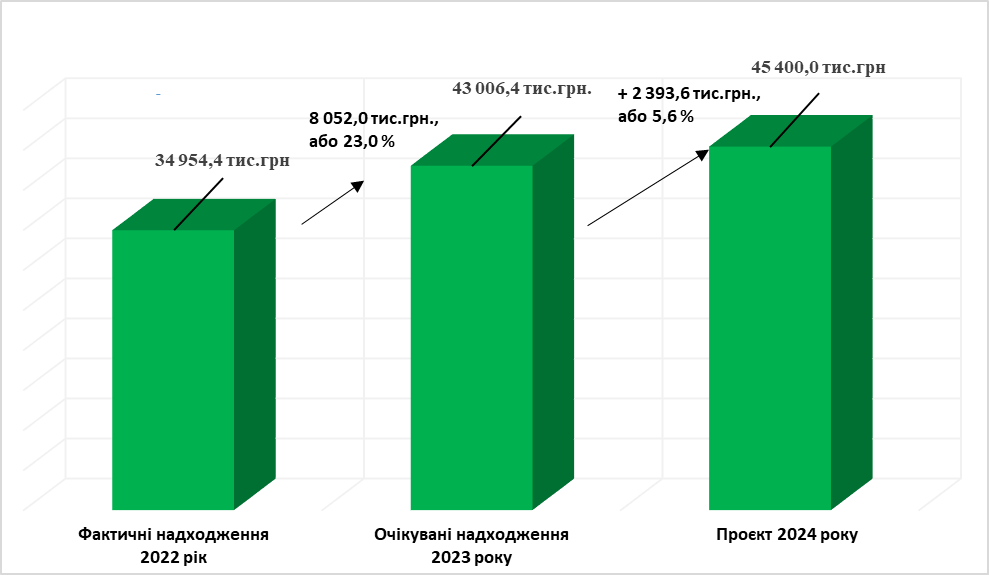 45 400,0 тис.грн
43 006,4 тис.грн.
+ 2 393,6 тис.грн.,
або 5,6 %
8 052,0 тис.грн.,
або 23,0 %
34 954,4 тис.грн
-
Фактичні надходження
2022 рік
Очікувані надходження
2023 року
Проєкт 2024 року